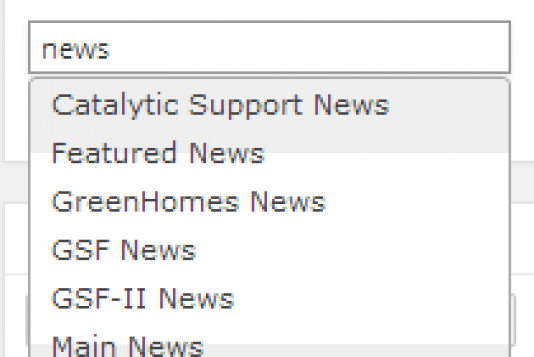 news
Catalytic Support News
Featured News
GreenHomes News
GSF News
GSF-II News
Main News